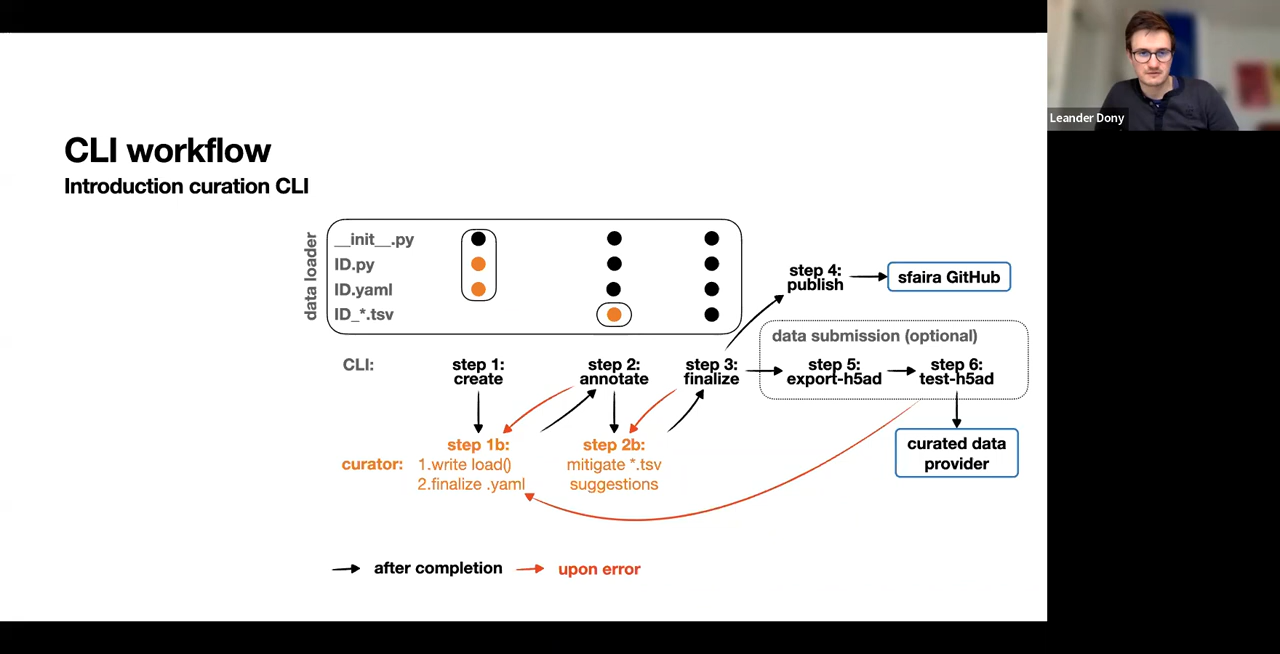 CLI workflow
Introduction curation CLI
data loader
__init__.py
ID.py
ID.yaml
ID_*.tsv
CLI:
step 1:
create
step 2:
annotate
step 3:
finalize
step 4:
publish
sfaira GitHub
data submission (optional)
step 5:
export-h5ad
step 6:
test-h5ad
curator:
step 1b:
1.write load()
2.finalize .yaml
step 2b:
mitigate *.tsv
suggestions
curated data
provider
after completion
upon error
Leander Dony